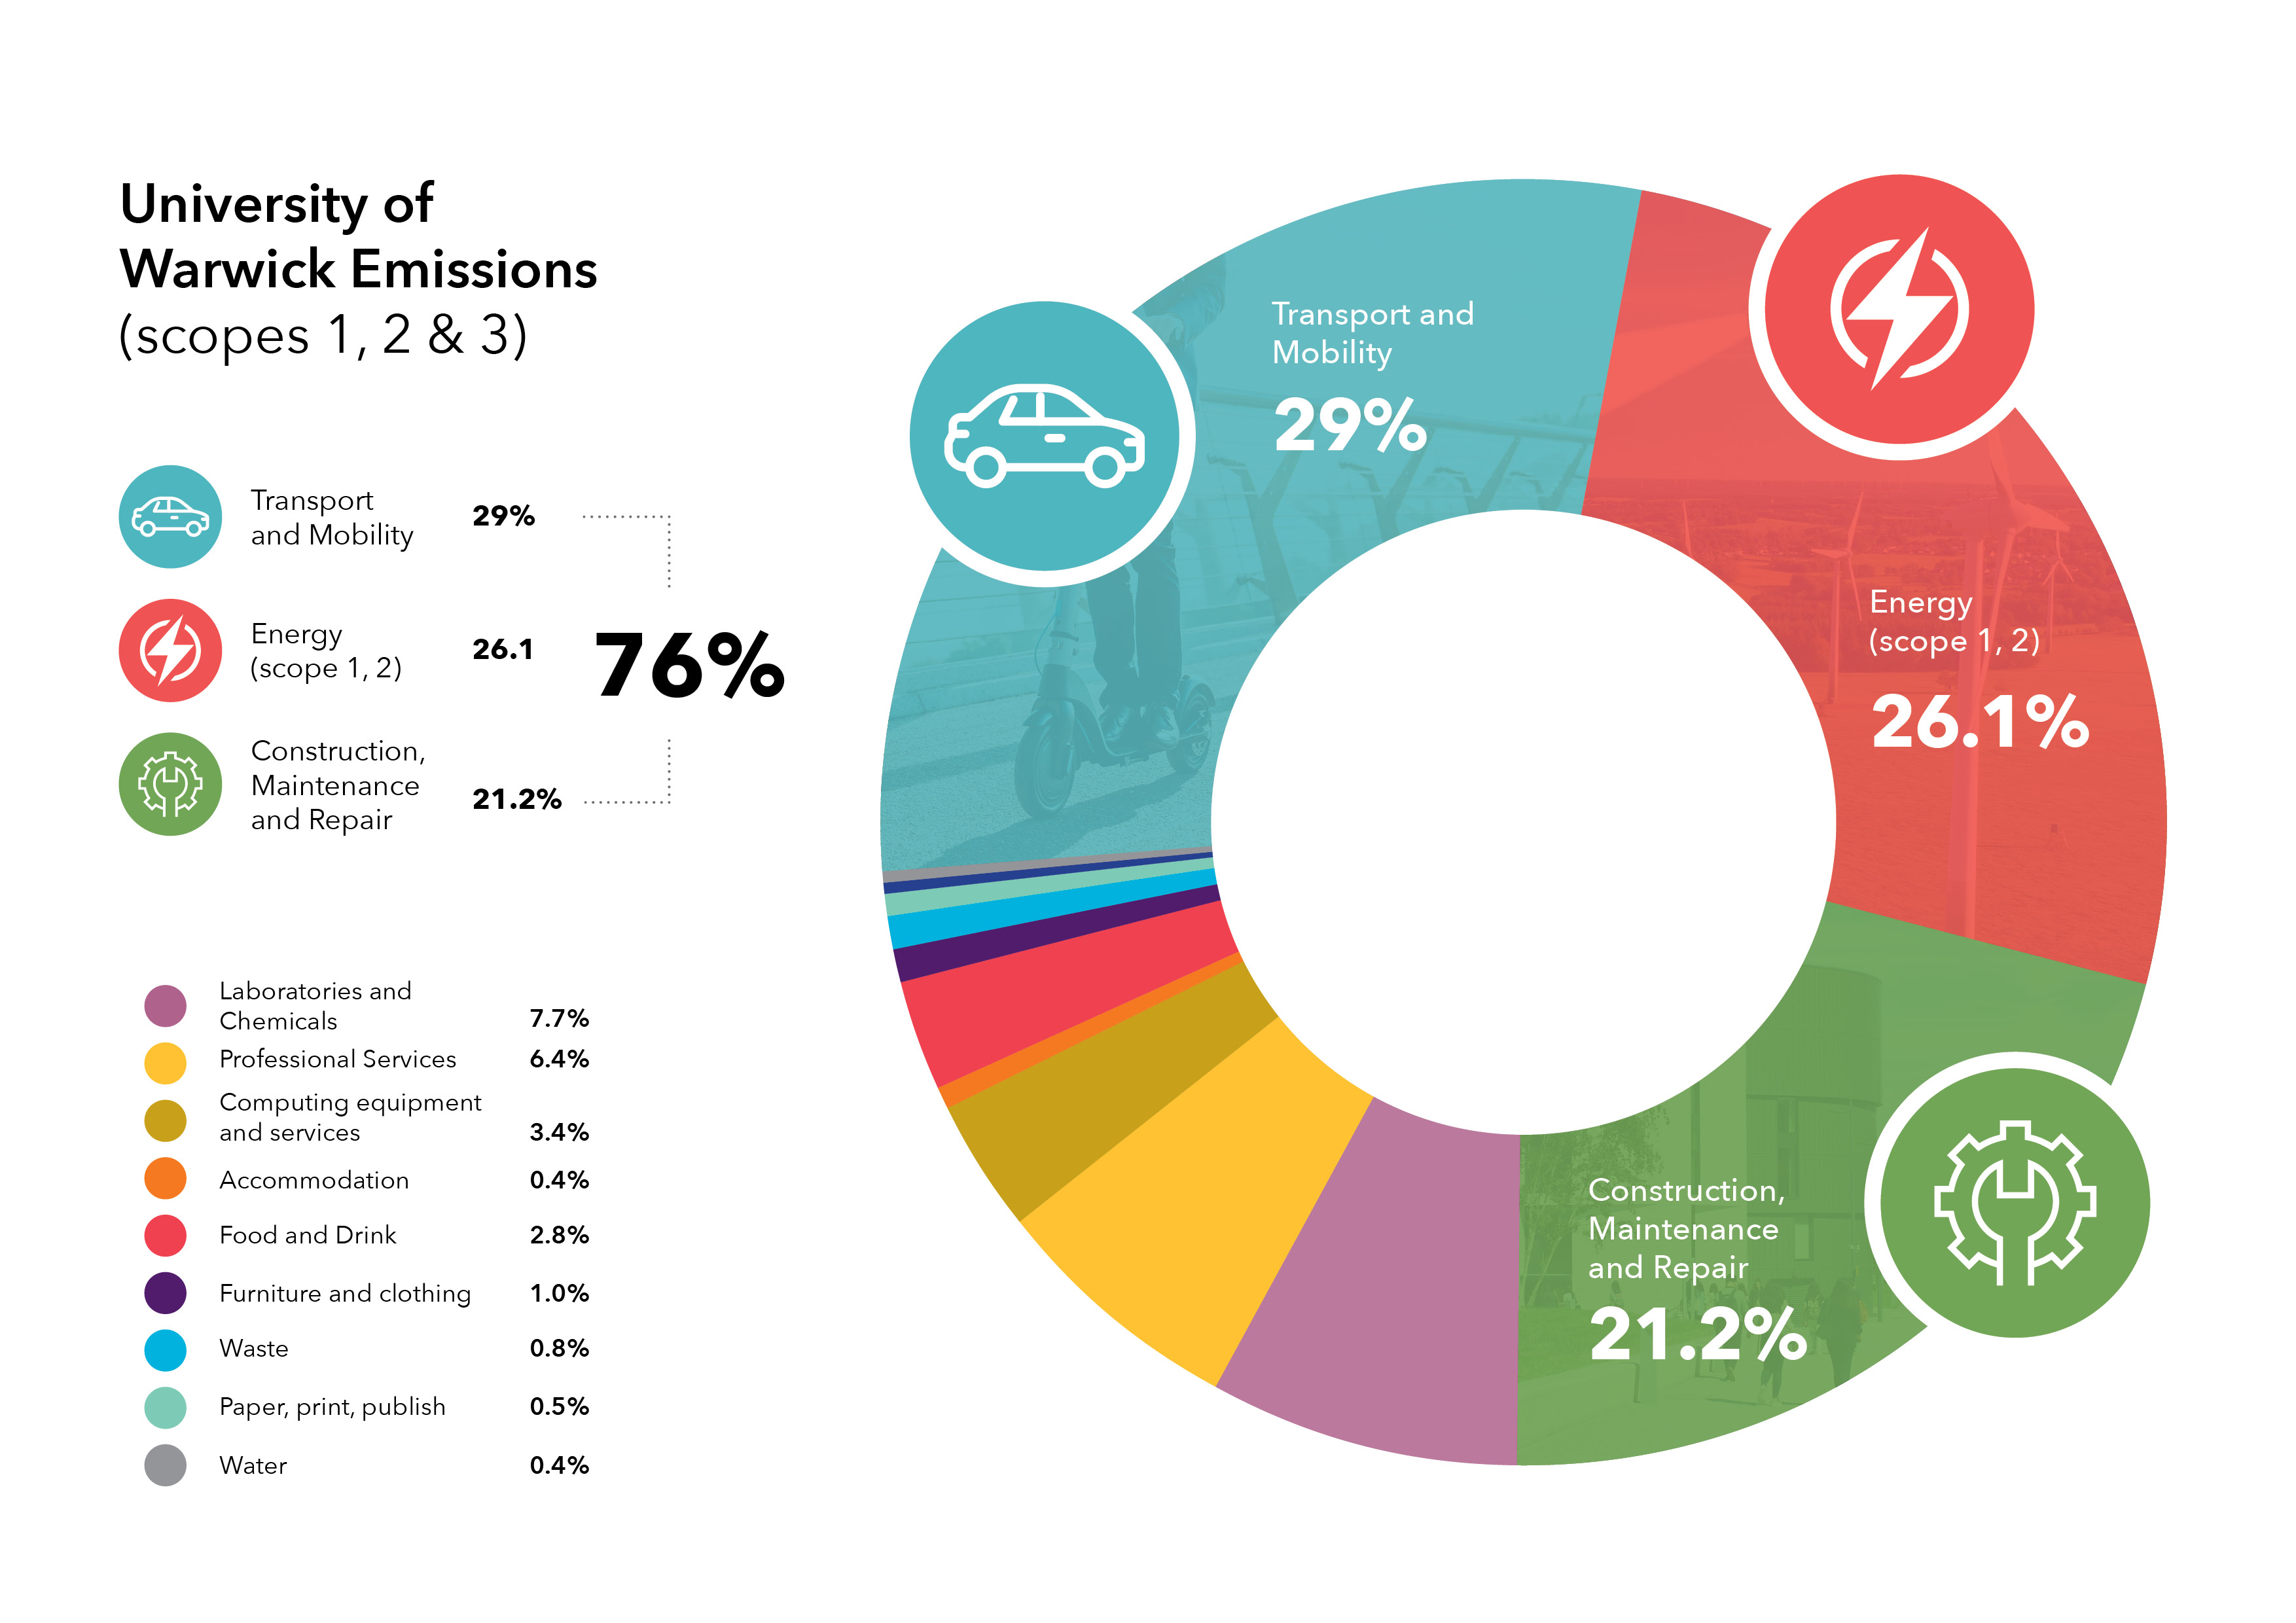 University of
Warwick Emissions
(scopes 1, 2 & 3)
Transport
and Mobility
29%
Energy
(scope 1, 2)
26.1
76%
Construction,
Maintenance
and Repair
21.2%
Laboratories and
Chemicals
7.7%
Professional Services
6.4%
Computing equipment
and services
3.4%
Accommodation
0.4%
Food and Drink
2.8%
Furniture and clothing
1.0%
Waste
0.8%
Paper, print, publish
0.5%
Water
0.4%
Transport and
Mobility
29%
Energy
(scope 1, 2)
26.1%
Construction,
Maintenance
and Repair
21.2%